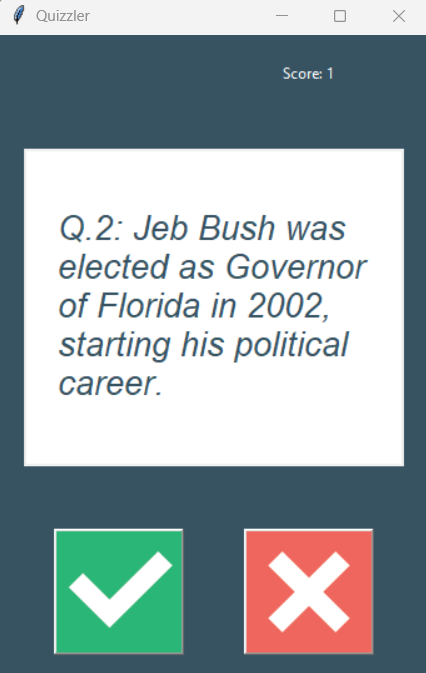 Quizzler
Score: 1
Q.2: Jeb Bush was
elected as Governor
of Florida in 2002,
starting his political
career.